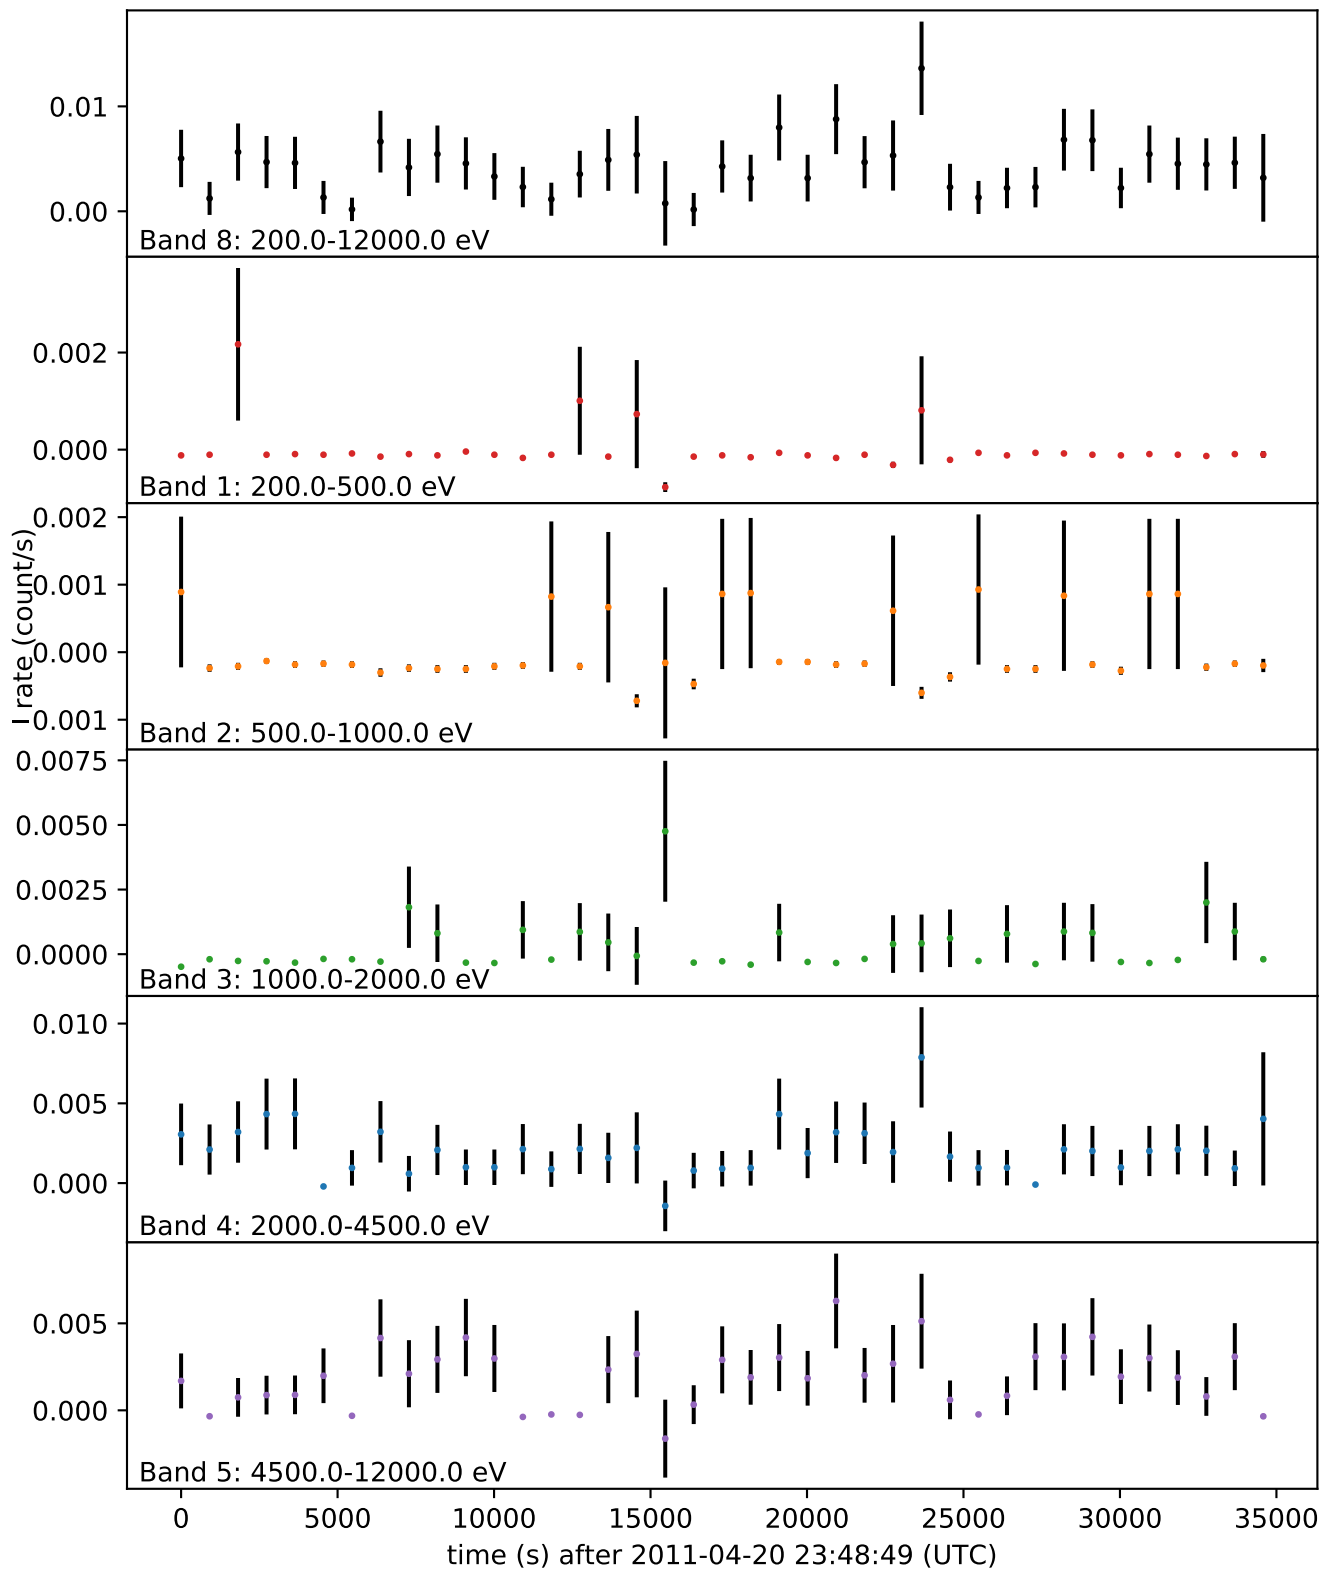 0.01
0.00
Band 8: 200.0-12000.0 eV
0.002
0.000
Band 1: 200.0-500.0 eV
0.002
0.001
0.000
−0.001
Band 2: 500.0-1000.0 eV
rate (count/s)
0.0075
0.0050
0.0025
0.0000
Band 3: 1000.0-2000.0 eV
0.010
0.005
0.000
Band 4: 2000.0-4500.0 eV
0.005
0.000
Band 5: 4500.0-12000.0 eV
0 5000 10000 15000 20000 25000 30000 35000
time (s) after 2011-04-20 23:48:49 (UTC)